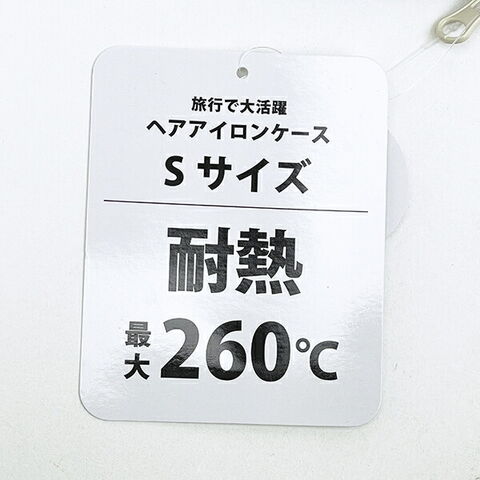 旅行で大活躍
ヘアアイロンケース
Sサイズ
耐熱
最大260℃